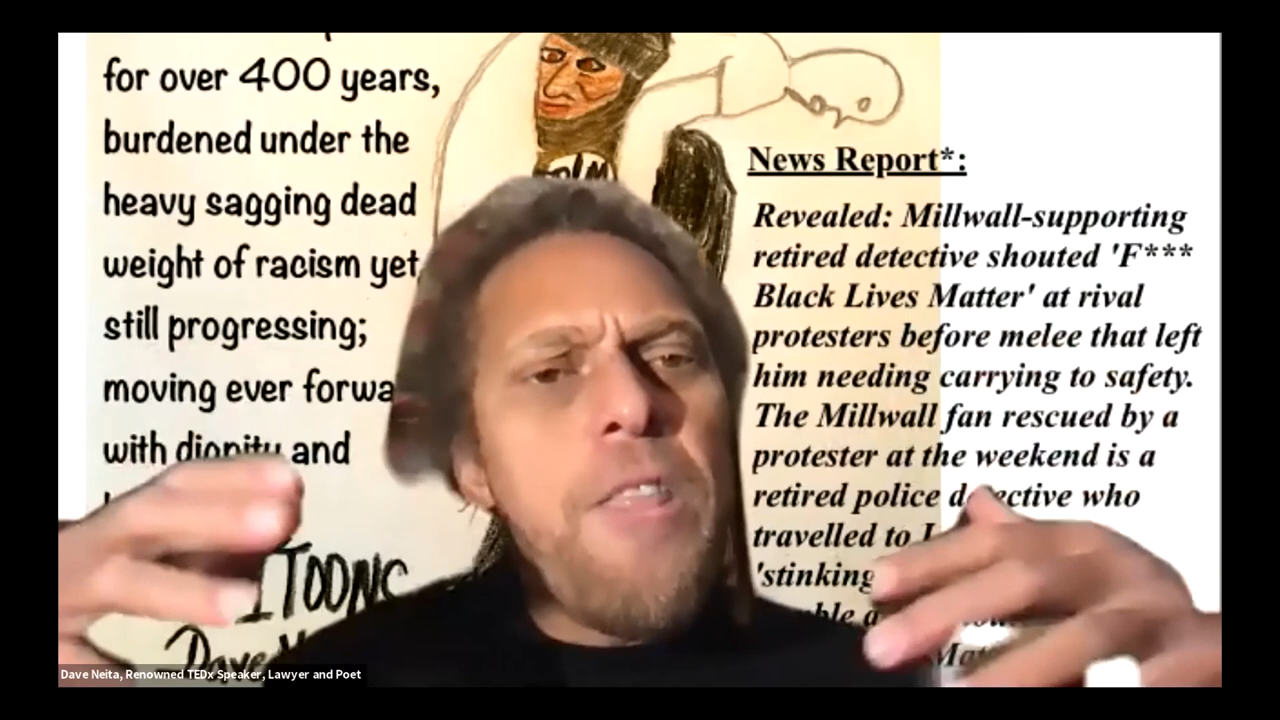 for over 400 years,
burdened under the
heavy sagging dead
weight of racism yet
still progressing;
moving ever forwa
with dignity and
TOONS
Dave
News Report*:
Revealed: Millwall-supporting
retired detective shouted 'F***
Black Lives Matter' at rival
protesters before melee that left
him needing carrying to safety.
The Millwall fan rescued by a
protester at the weekend is a
retired police detective who
travelled to
'stinking
Dave Neita, Renowned TEDx Speaker, Lawyer and Poet